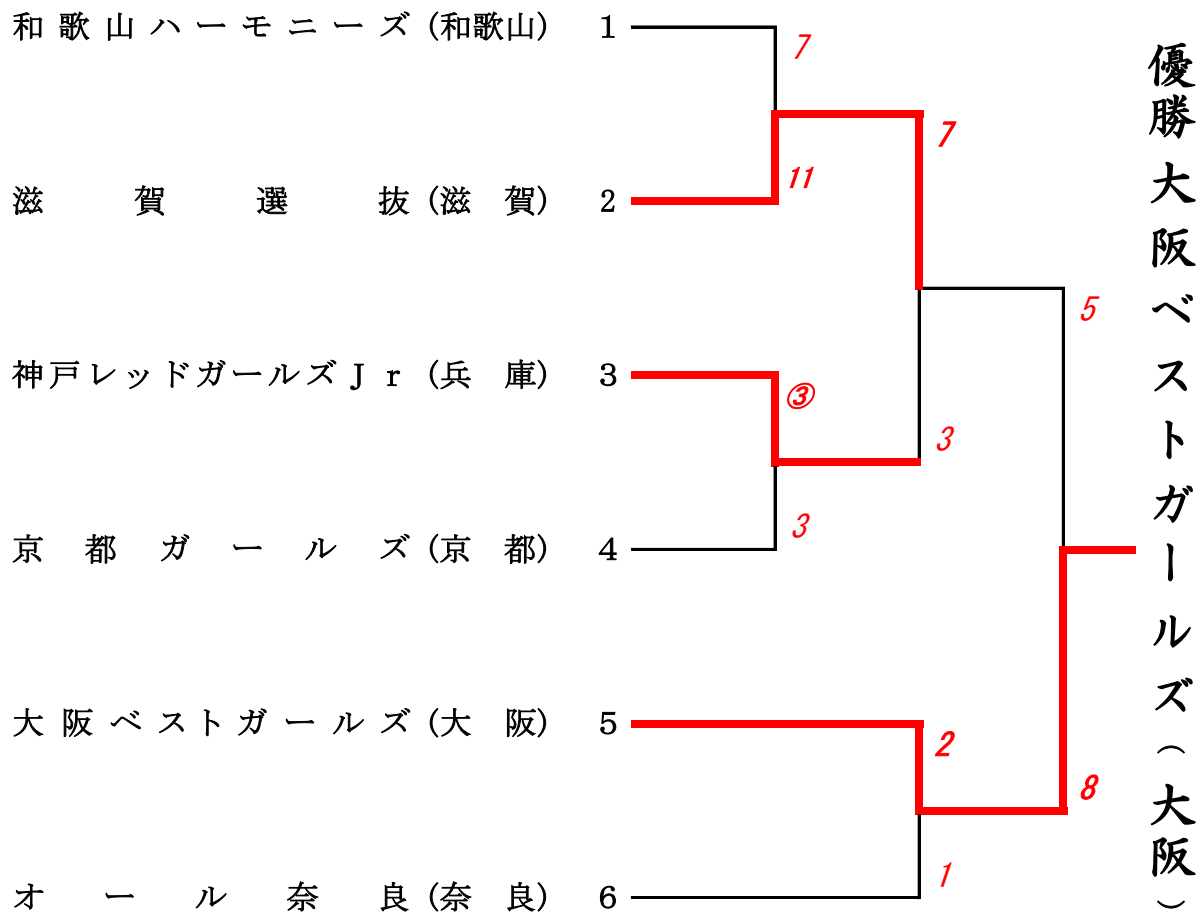 和歌山ハーモニーズ(和歌山) 1
7
7
11
滋賀選抜(滋賀) 2
5
神戸レッドガールズJr(兵庫) 3
③
3
3
京都ガールズ(京都) 4
大阪ベストガールズ(大阪) 5
2
8
1
オール奈良(奈良) 6
優勝大阪ベストガールズ(大阪)